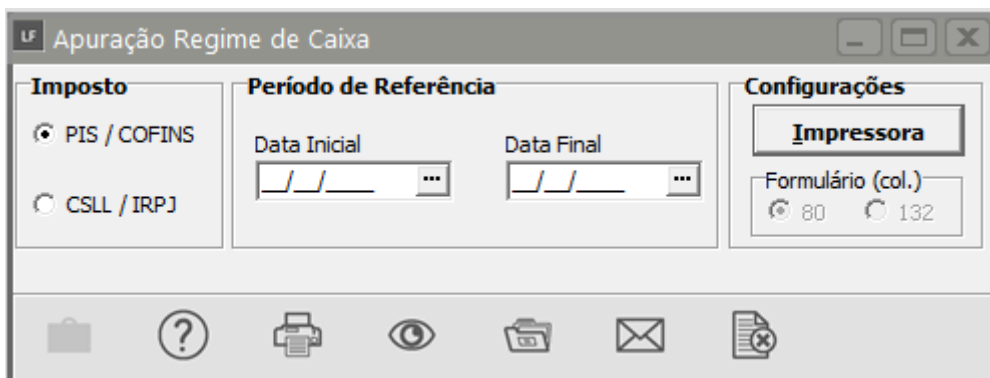 LF Apuração Regime de Caixa
Imposto
PIS / COFINS
CSLL / IRPJ
Período de Referência
Data Inicial
__/__/____ ...
Data Final
__/__/____ ...
Configurações
Impressora
Formulário (col.)
80 132
?